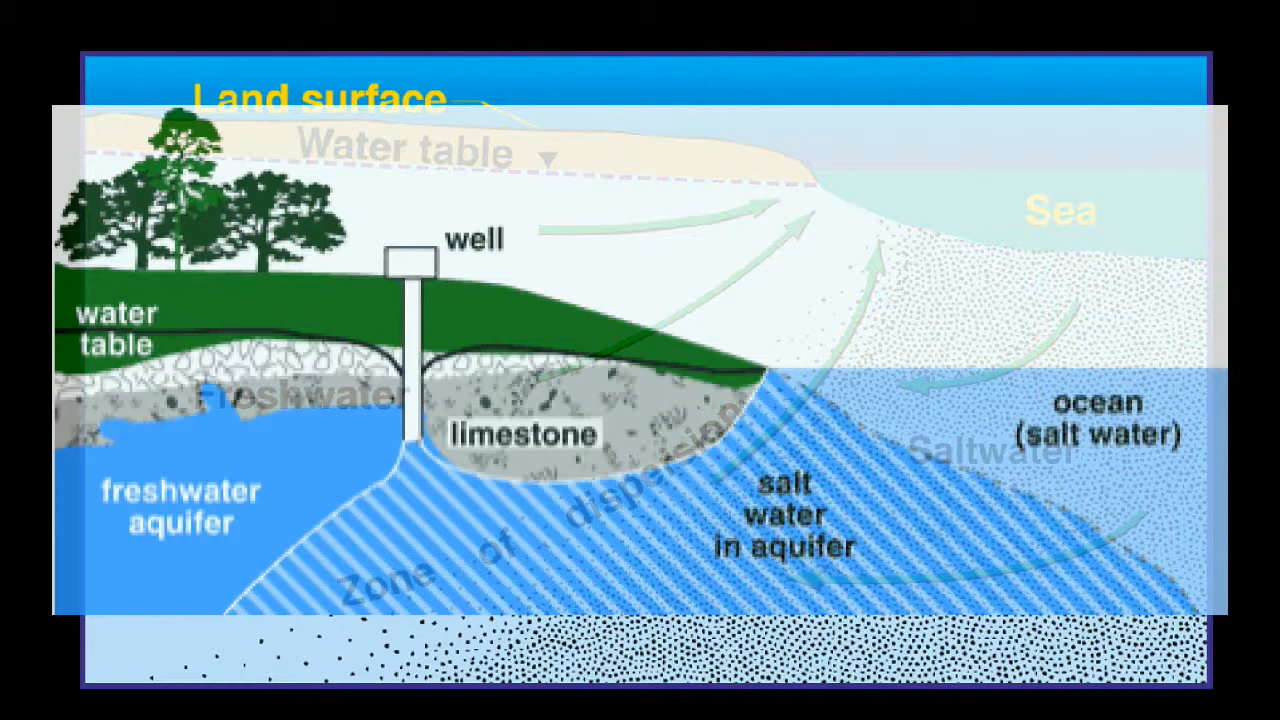 Land surface
Water table
Sea
well
water
table
Freshwater
ocean
(salt water)
limestone
Saltwater
freshwater
aquifer
salt
water
in aquifer
Zone of dispersion